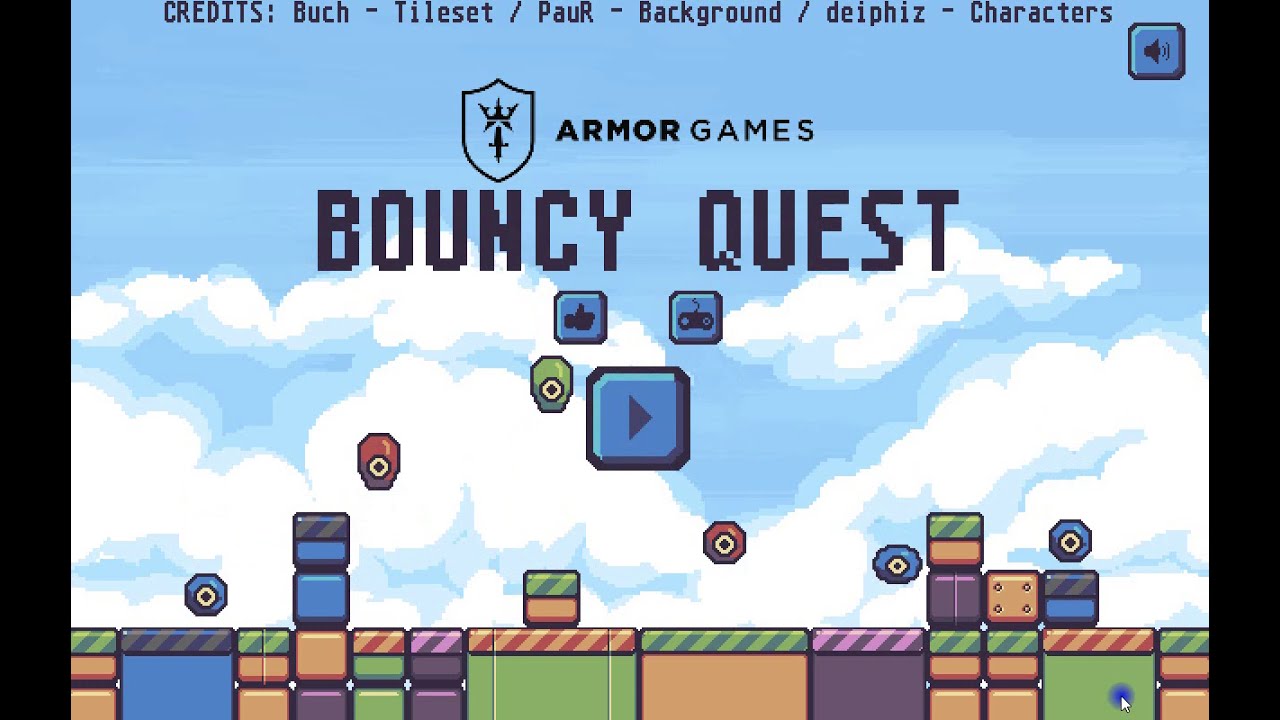 CREDITS: Buch - Tileset / PauR - Background / deiphiz - Characters
ARMOR GAMES
BOUNCY QUEST